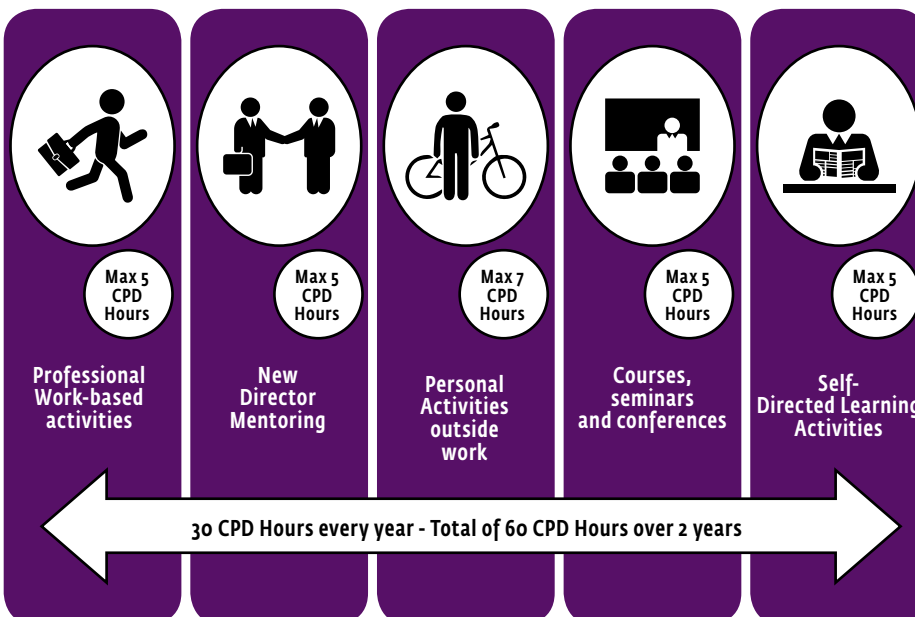 Max 5
CPD
Hours
Professional
Work-based
activities
Max 5
CPD
Hours
New
Director
Mentoring
Max 7
CPD
Hours
Personal
Activities
outside
work
Max 5
CPD
Hours
Courses,
seminars
and conferences
Max 5
CPD
Hours
Self-
Directed Learning
Activities
30 CPD Hours every year - Total of 60 CPD Hours over 2 years